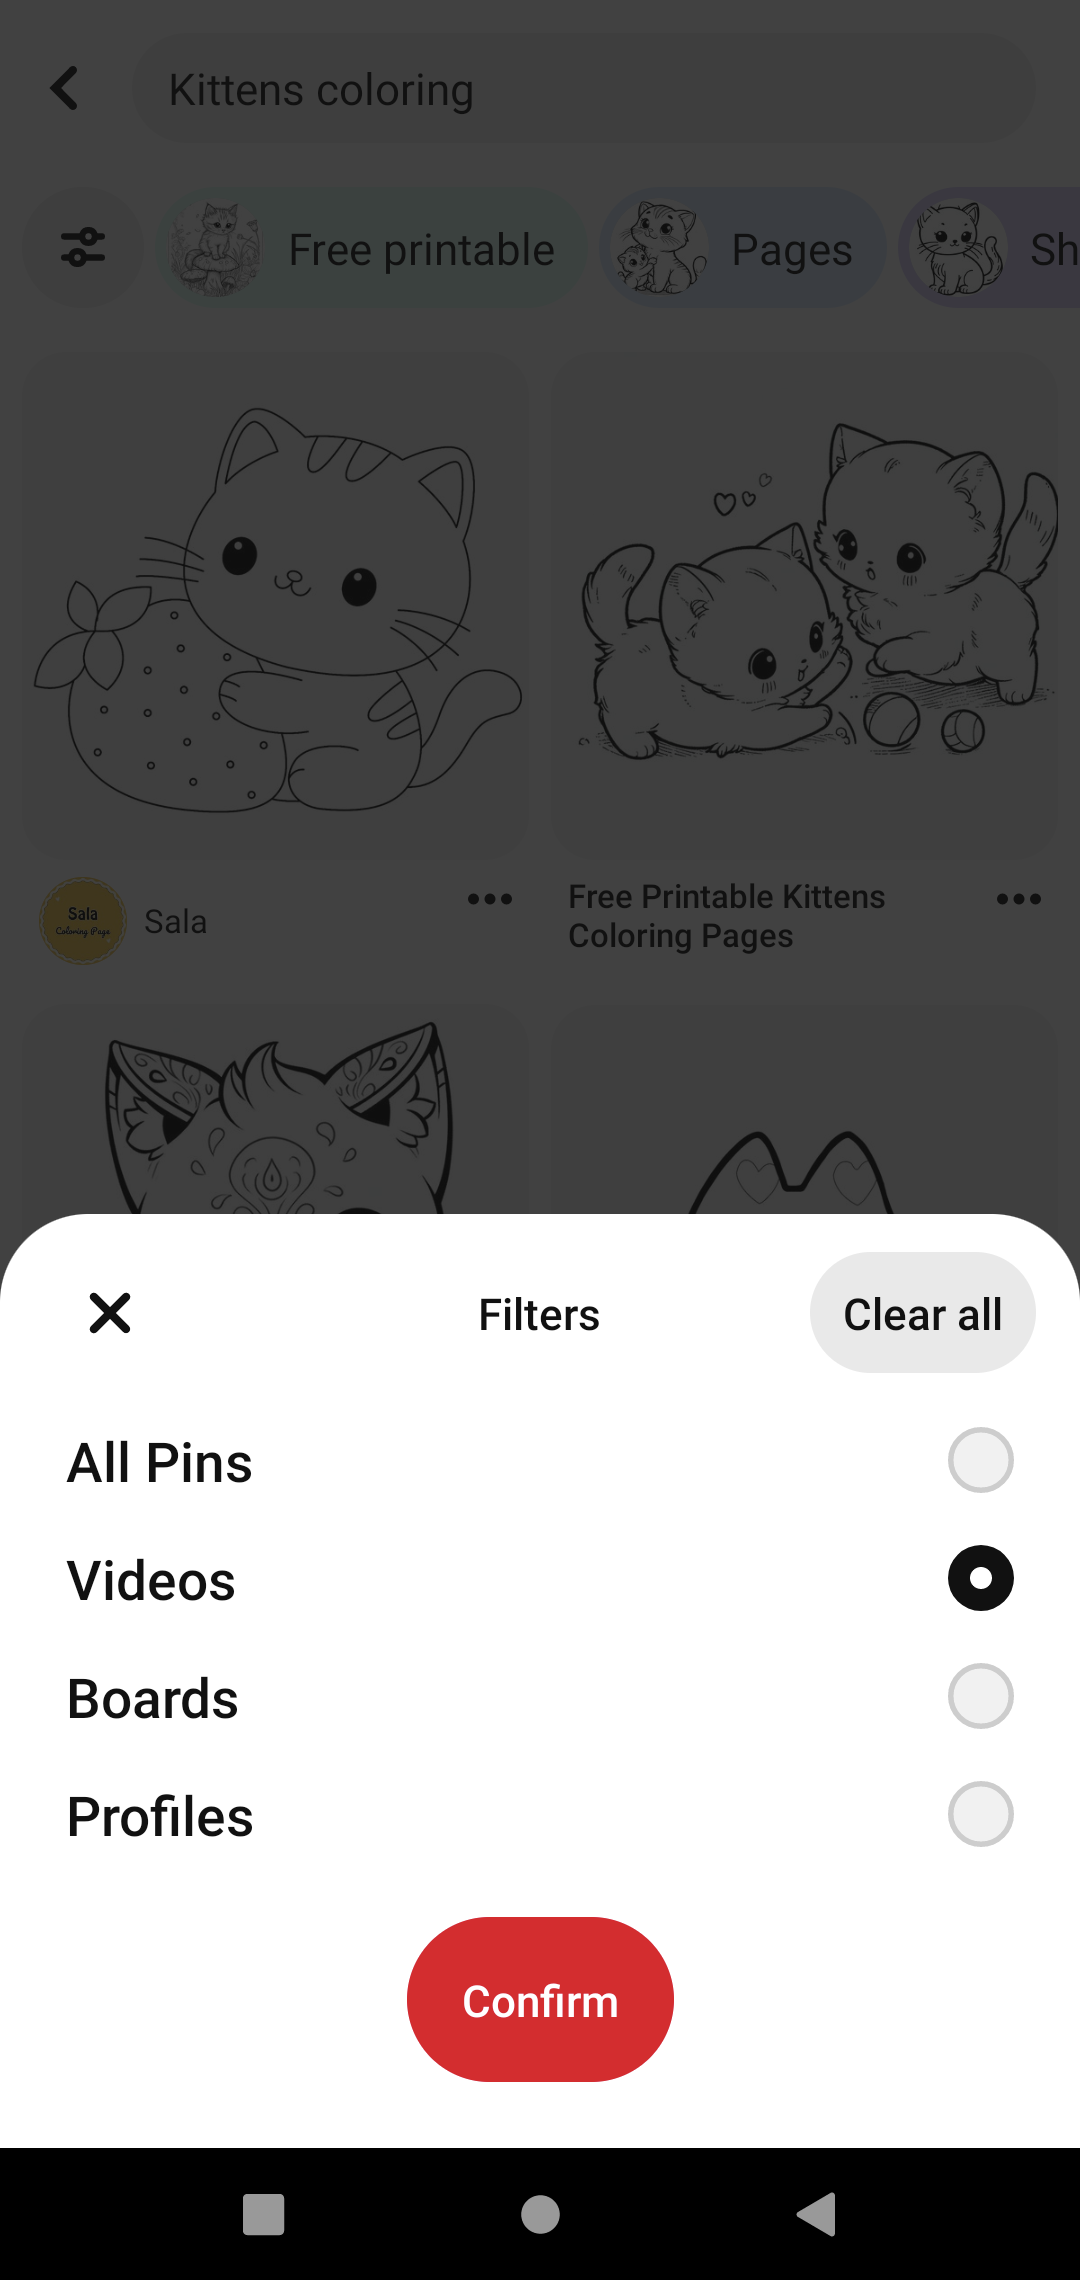 Kittens coloring
Free printable
Pages
Sh
Sala
Coloring Page
Sala
Free Printable Kittens
Coloring Pages
Filters
Clear all
All Pins
Videos
Boards
Profiles
Confirm